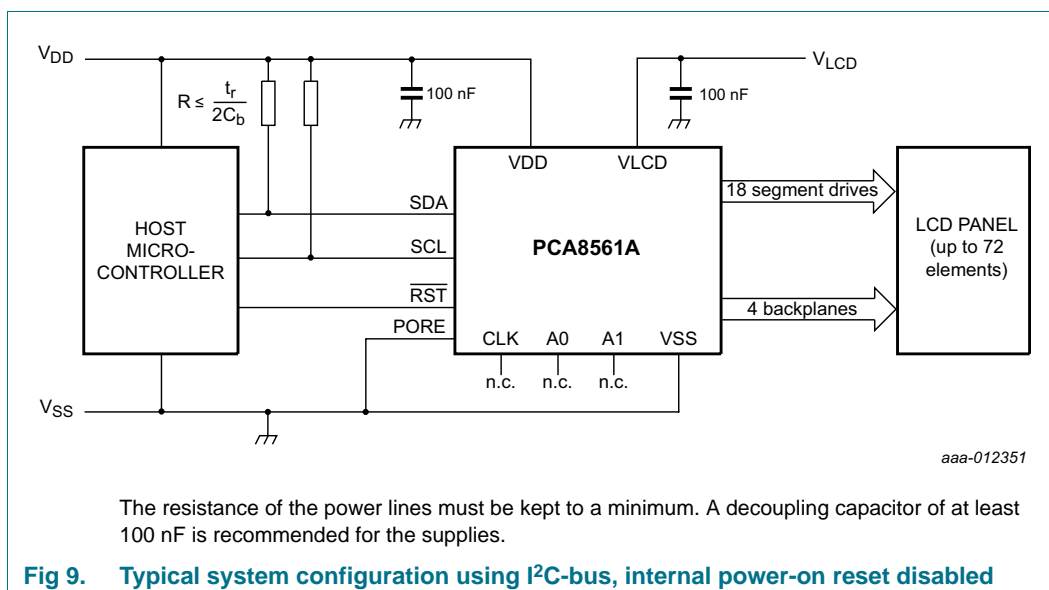 VDD
VLCD
R ≤ tr
2Cb
100 nF
100 nF
VDD
VLCD
HOST
MICRO-
CONTROLLER
SDA
SCL
RST
PORE
PCA8561A
18 segment drives
4 backplanes
LCD PANEL
(up to 72
elements)
CLK A0 A1 VSS
n.c. n.c. n.c.
VSS
aaa-012351
The resistance of the power lines must be kept to a minimum. A decoupling capacitor of at least
100 nF is recommended for the supplies.
Fig 9. Typical system configuration using I²C-bus, internal power-on reset disabled